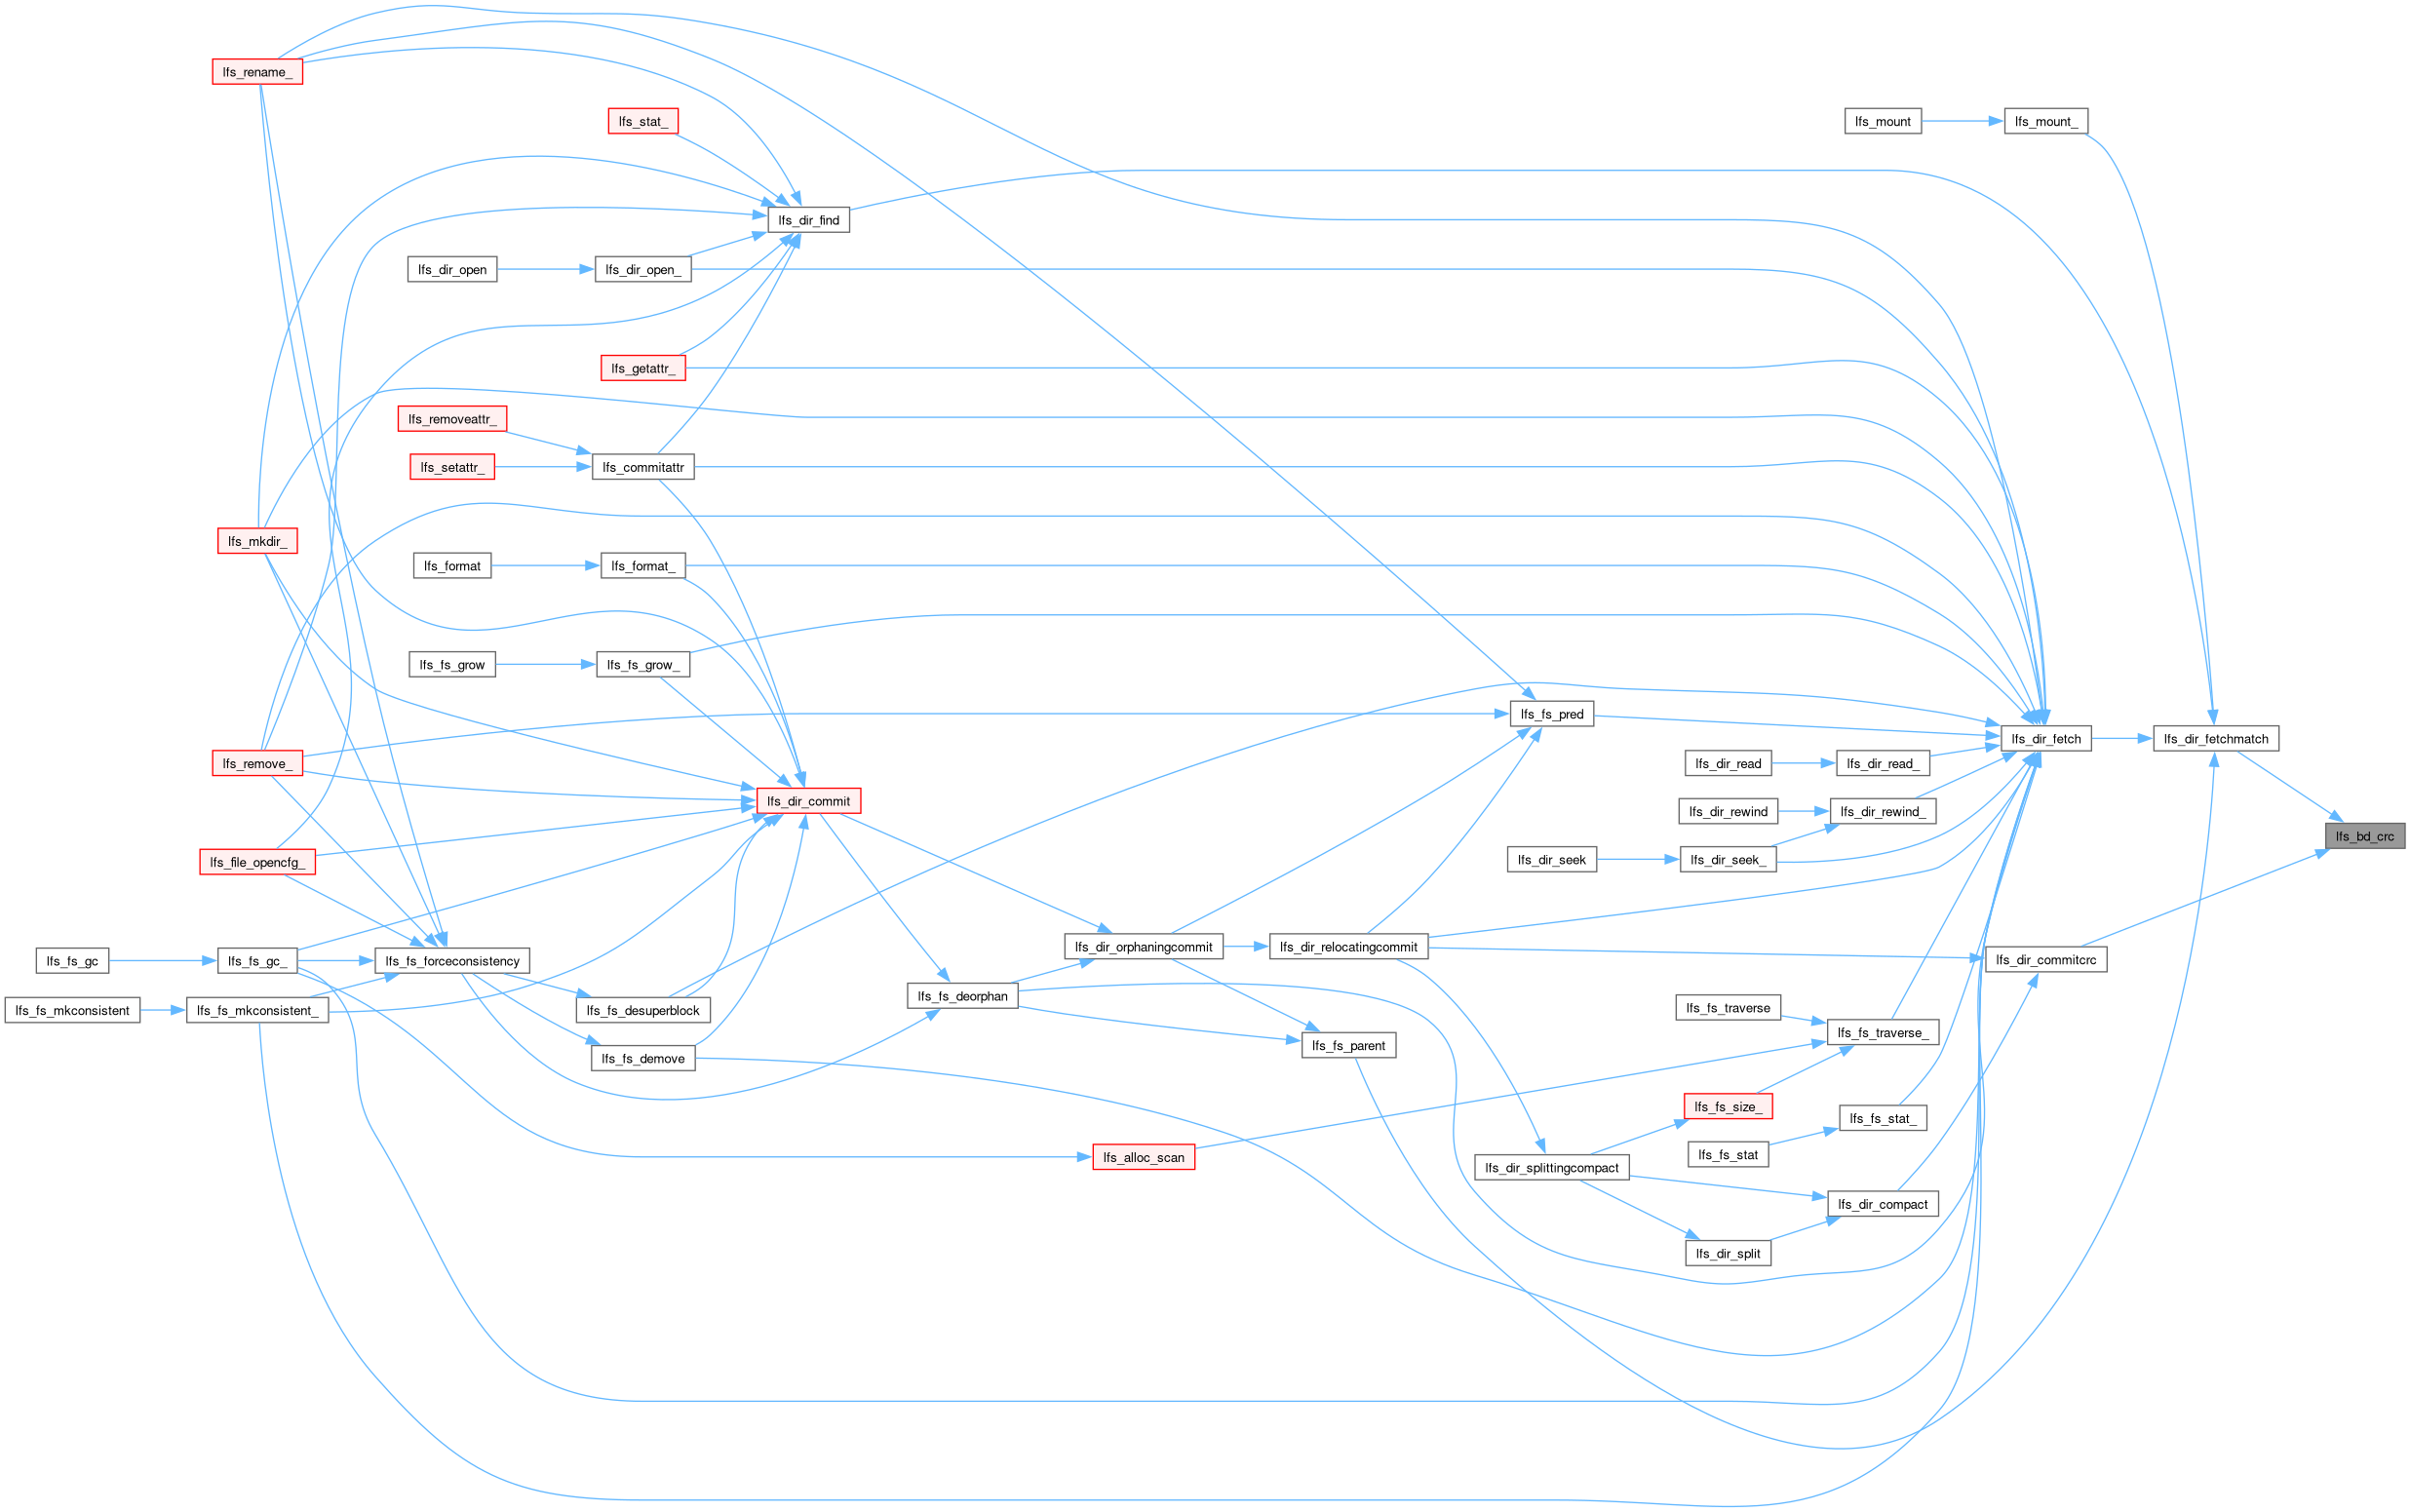 lfs_rename_
lfs_stat_
lfs_mount
lfs_mount_
lfs_dir_find
lfs_dir_open
lfs_dir_open_
lfs_getattr_
lfs_removeattr_
lfs_setattr_
lfs_commitattr
lfs_mkdir_
lfs_format
lfs_format_
lfs_fs_grow
lfs_fs_grow_
lfs_fs_pred
lfs_dir_fetch
lfs_dir_fetchmatch
lfs_remove_
lfs_dir_read
lfs_dir_read_
lfs_dir_commit
lfs_dir_rewind
lfs_dir_rewind_
lfs_bd_crc
lfs_file_opencfg_
lfs_dir_seek
lfs_dir_seek_
lfs_fs_gc
lfs_fs_gc_
lfs_fs_forceconsistency
lfs_dir_orphaningcommit
lfs_dir_relocatingcommit
lfs_dir_commitcrc
lfs_fs_mkconsistent
lfs_fs_mkconsistent_
lfs_fs_desuperblock
lfs_fs_deorphan
lfs_fs_traverse
lfs_fs_traverse_
lfs_fs_demove
lfs_fs_parent
lfs_fs_size_
lfs_fs_stat_
lfs_alloc_scan
lfs_fs_stat
lfs_dir_splittingcompact
lfs_dir_compact
lfs_dir_split